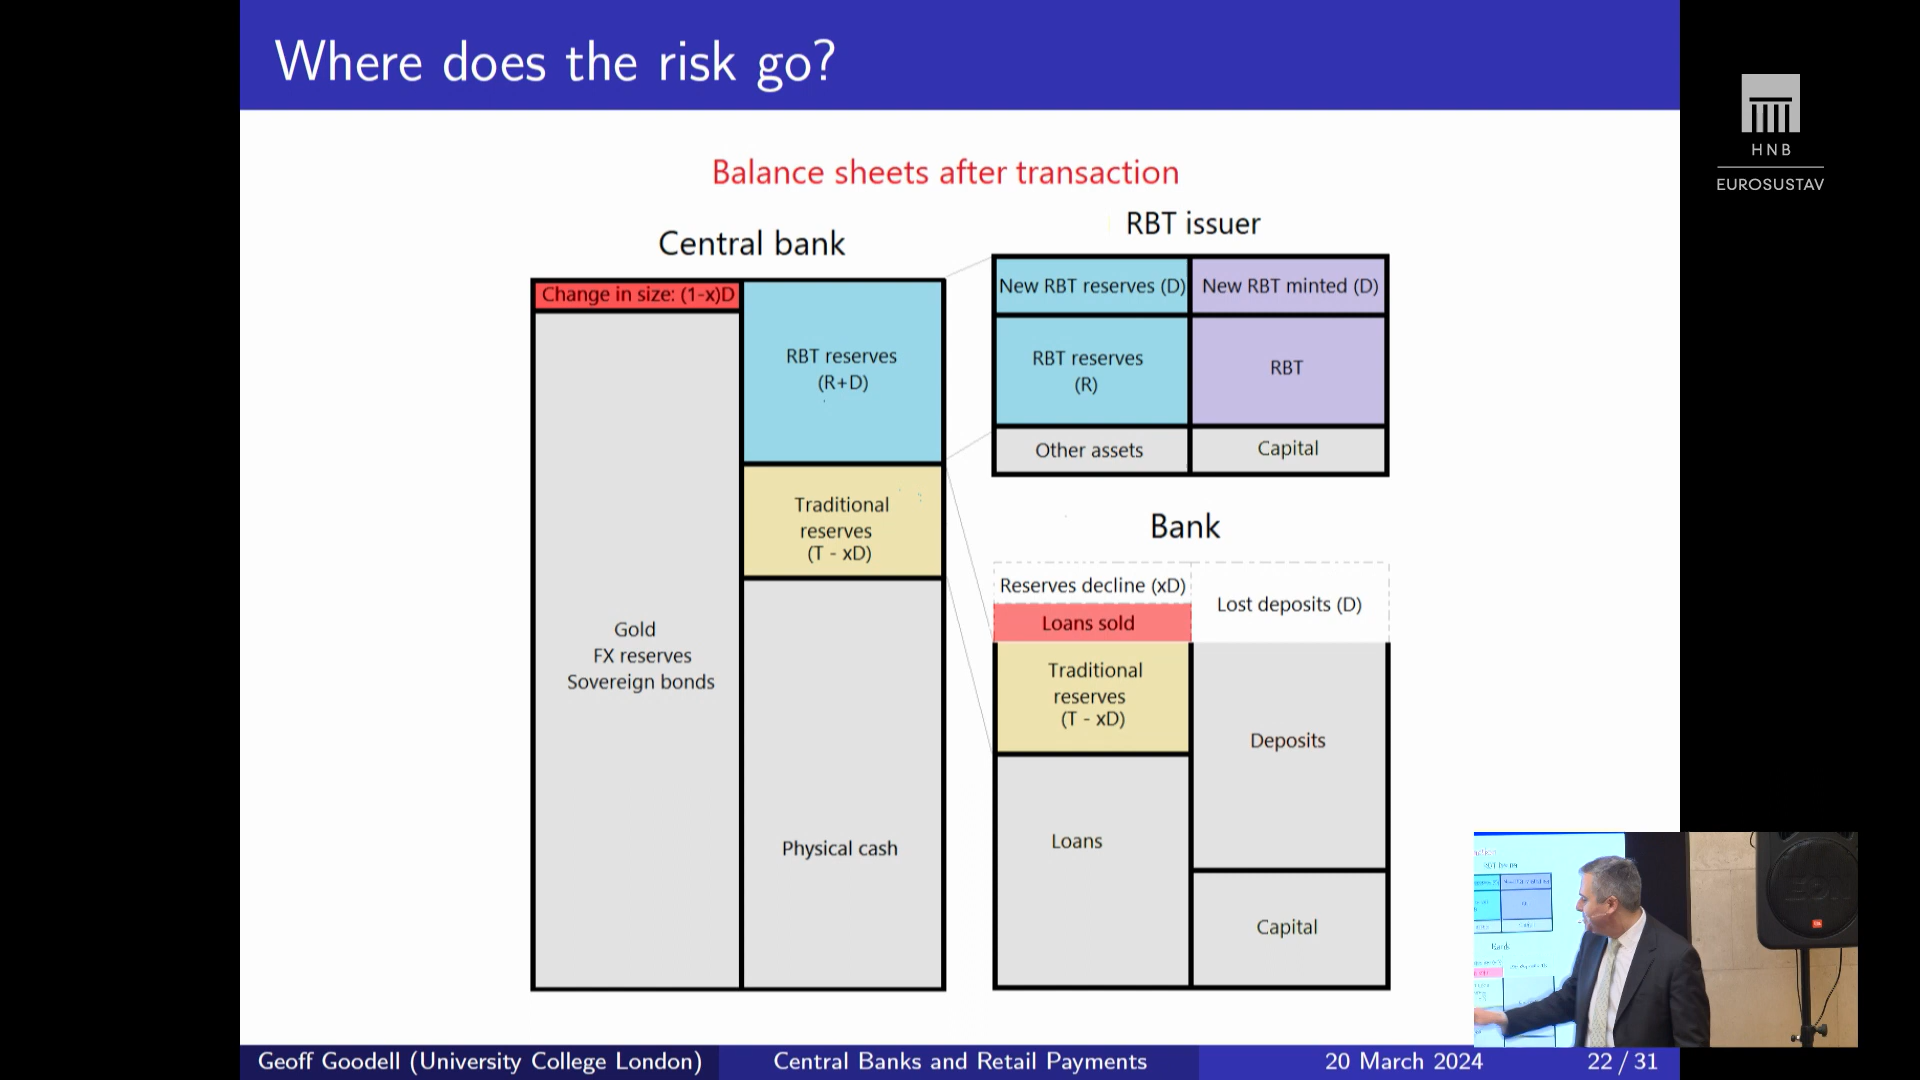 Where does the risk go?
HNB
EUROSUSTAV
Balance sheets after transaction
Central bank
Change in size: (1-x)D
RBT reserves
(R+D)
Traditional
reserves
(T - xD)
Gold
FX reserves
Sovereign bonds
Physical cash
RBT issuer
New RBT reserves (D)
New RBT minted (D)
RBT reserves
(R)
RBT
Other assets
Capital
Bank
Reserves decline (xD)
Lost deposits (D)
Loans sold
Traditional
reserves
(T - xD)
Deposits
Loans
Capital
Geoff Goodell (University College London)
Central Banks and Retail Payments
20 March 2024
22 / 31